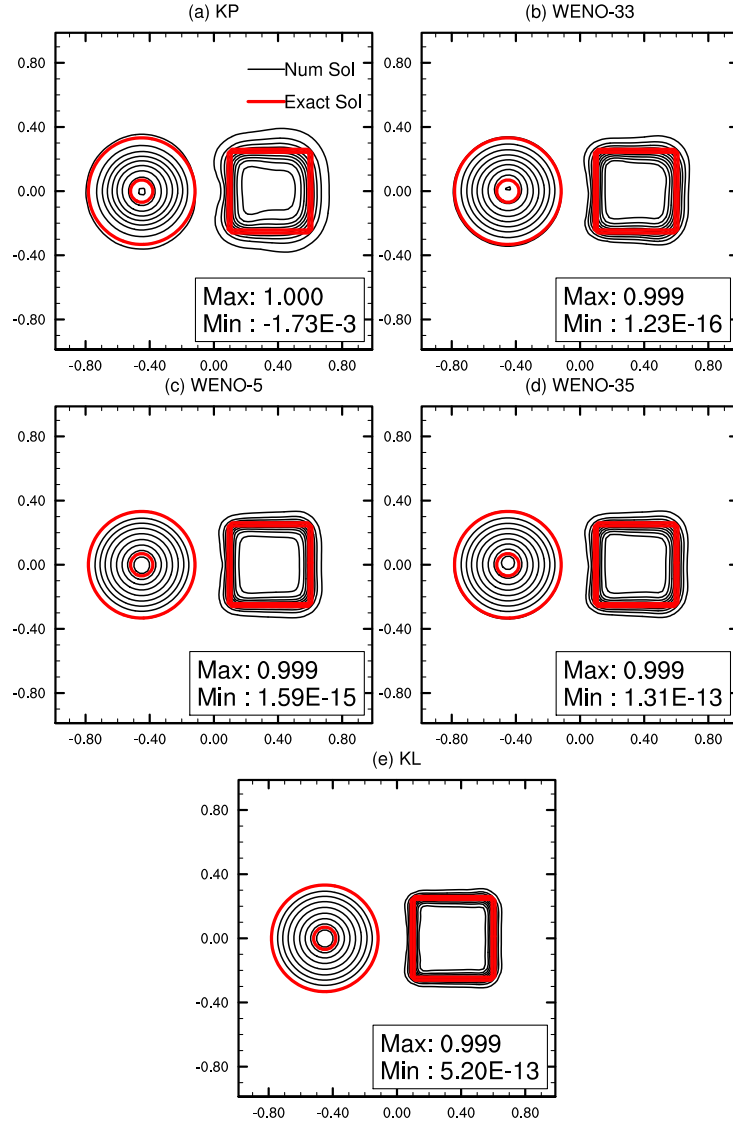 (a) KP
(b) WENO-33
0.80
0.40
0.00
-0.40
-0.80
Num Sol
Exact Sol
Max: 1.000
Min : -1.73E-3
-0.80 -0.40 0.00 0.40 0.80
0.80
0.40
0.00
-0.40
-0.80
Max: 0.999
Min : 1.23E-16
-0.80 -0.40 0.00 0.40 0.80
(c) WENO-5
(d) WENO-35
0.80
0.40
0.00
-0.40
-0.80
Max: 0.999
Min : 1.59E-15
-0.80 -0.40 0.00 0.40 0.80
0.80
0.40
0.00
-0.40
-0.80
Max: 0.999
Min : 1.31E-13
-0.80 -0.40 0.00 0.40 0.80
(e) KL
0.80
0.40
0.00
-0.40
-0.80
Max: 0.999
Min : 5.20E-13
-0.80 -0.40 0.00 0.40 0.80